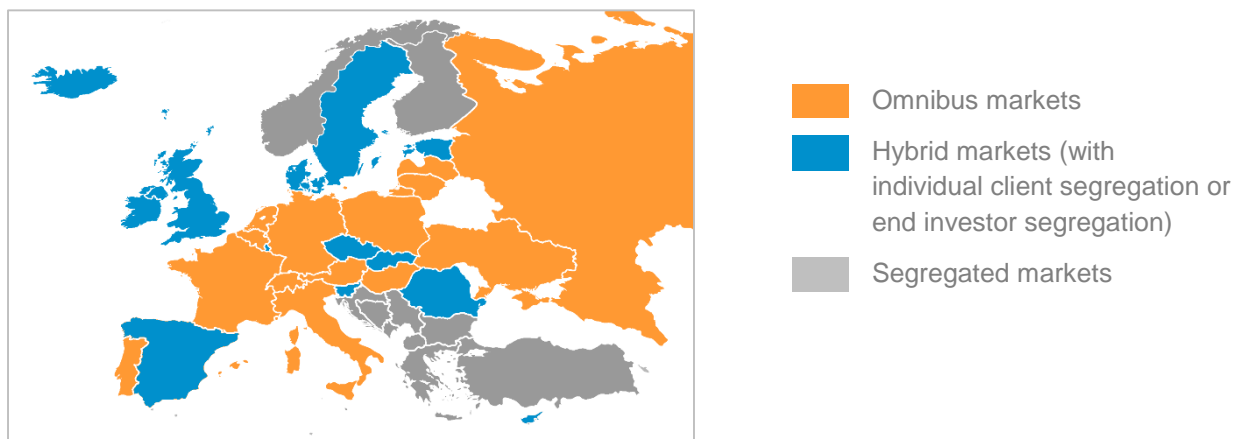 Omnibus markets
Hybrid markets (with
individual client segregation or
end investor segregation)
Segregated markets